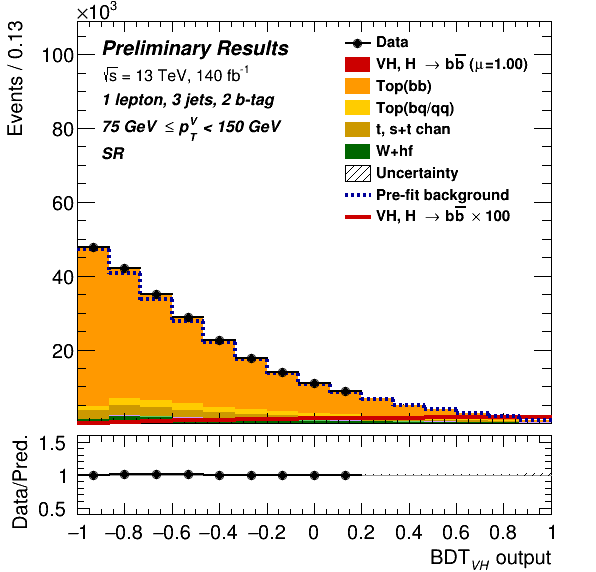 ×10³
Events / 0.13
100
80
60
40
20
Preliminary Results
√s = 13 TeV, 140 fb⁻¹
1 lepton, 3 jets, 2 b-tag
75 GeV ≤ p_T^V < 150 GeV
SR
Data
VH, H → bb̅ (μ=1.00)
Top(bb)
Top(bq/qq)
t, s+t chan
W+hf
Uncertainty
Pre-fit background
VH, H → bb̅ × 100
Data/Pred.
1.5
1
0.5
−1 −0.8 −0.6 −0.4 −0.2 0 0.2 0.4 0.6 0.8 1
BDT_VH output